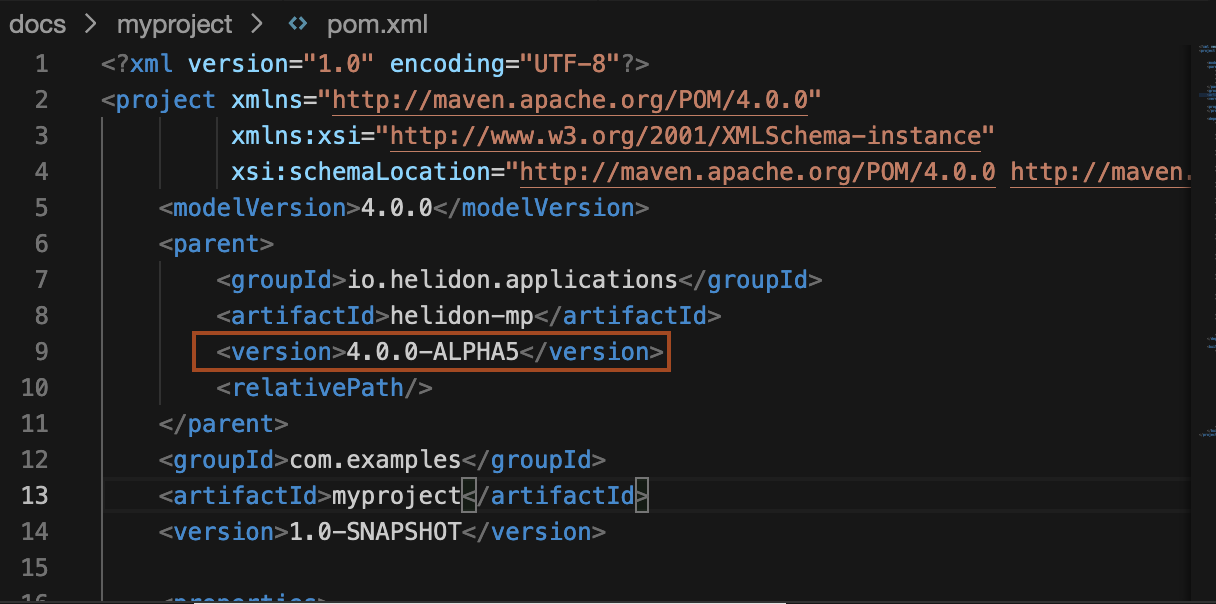 docs > myproject > <> pom.xml
1 <?xml version="1.0" encoding="UTF-8"?>
2 <project xmlns="http://maven.apache.org/POM/4.0.0"
3 xmlns:xsi="http://www.w3.org/2001/XMLSchema-instance"
4 xsi:schemaLocation="http://maven.apache.org/POM/4.0.0 http://maven.
5 <modelVersion>4.0.0</modelVersion>
6 <parent>
7 <groupId>io.helidon.applications</groupId>
8 <artifactId>helidon-mp</artifactId>
9 <version>4.0.0-ALPHA5</version>
10 <relativePath/>
11 </parent>
12 <groupId>com.examples</groupId>
13 <artifactId>myproject</artifactId>
14 <version>1.0-SNAPSHOT</version>
15
16 <properties>